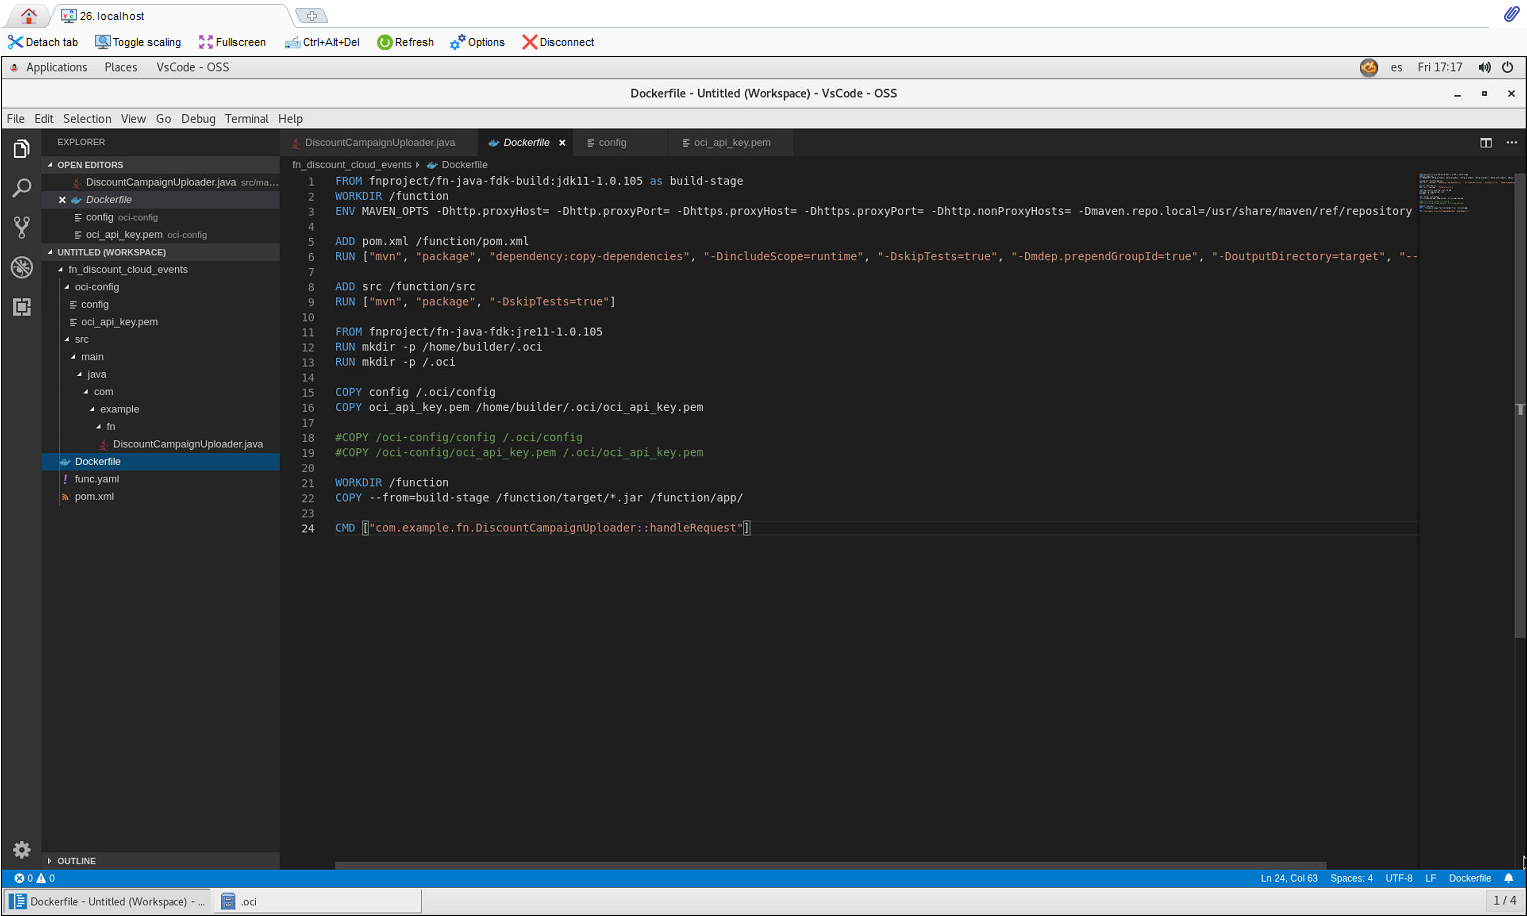 26. localhost
Detach tab Toggle scaling Fullscreen Ctrl+Alt+Del Refresh Options Disconnect
Applications Places VsCode - OSS es Fri 17:17
Dockerfile - Untitled (Workspace) - VsCode - OSS
File Edit Selection View Go Debug Terminal Help
EXPLORER
OPEN EDITORS
DiscountCampaignUploader.java src/ma...
Dockerfile
config oci-config
oci_api_key.pem oci-config
UNTITLED (WORKSPACE)
fn_discount_cloud_events
oci-config
config
oci_api_key.pem
src
main
java
com
example
fn
DiscountCampaignUploader.java
Dockerfile
func.yaml
pom.xml
OUTLINE
DiscountCampaignUploader.java Dockerfile config oci_api_key.pem
fn_discount_cloud_events Dockerfile
1 FROM fnproject/fn-java-fdk-build:jdk11-1.0.105 as build-stage
2 WORKDIR /function
3 ENV MAVEN_OPTS -Dhttp.proxyHost= -Dhttp.proxyPort= -Dhttps.proxyHost= -Dhttps.proxyPort= -Dhttp.nonProxyHosts= -Dmaven.repo.local=/usr/share/maven/ref/repository
4
5 ADD pom.xml /function/pom.xml
6 RUN ["mvn", "package", "dependency:copy-dependencies", "-DincludeScope=runtime", "-DskipTests=true", "-Dmdep.prependGroupId=true", "-DoutputDirectory=target", "--
7
8 ADD src /function/src
9 RUN ["mvn", "package", "-DskipTests=true"]
10
11 FROM fnproject/fn-java-fdk:jre11-1.0.105
12 RUN mkdir -p /home/builder/.oci
13 RUN mkdir -p /.oci
14
15 COPY config /.oci/config
16 COPY oci_api_key.pem /home/builder/.oci/oci_api_key.pem
17
18 #COPY /oci-config/config /.oci/config
19 #COPY /oci-config/oci_api_key.pem /.oci/oci_api_key.pem
20
21 WORKDIR /function
22 COPY --from=build-stage /function/target/*.jar /function/app/
23
24 CMD ["com.example.fn.DiscountCampaignUploader::handleRequest"]
0 0 Ln 24, Col 63 Spaces: 4 UTF-8 LF Dockerfile
Dockerfile - Untitled (Workspace) - ... .oci 1 / 4